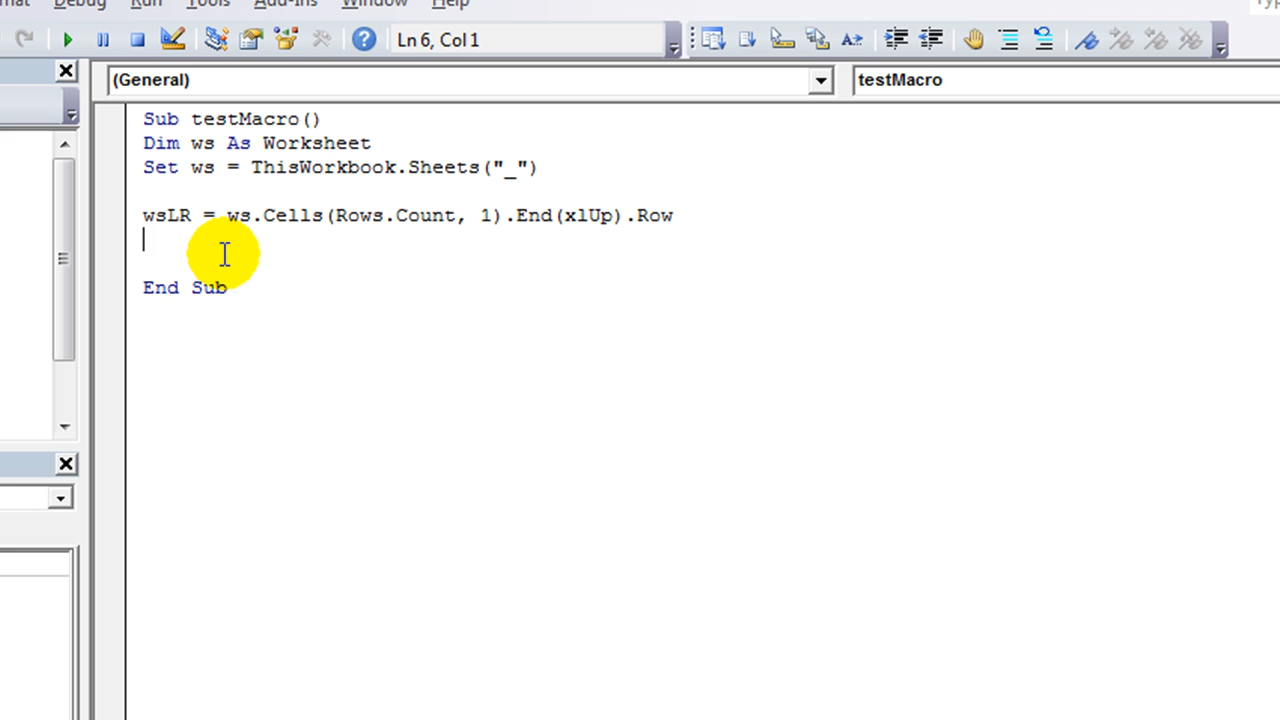 Debug Run Tools Add-Ins Window Help
Ln 6, Col 1
(General) testMacro
Sub testMacro()
Dim ws As Worksheet
Set ws = ThisWorkbook.Sheets("_")
wsLR = ws.Cells(Rows.Count, 1).End(xlUp).Row
End Sub